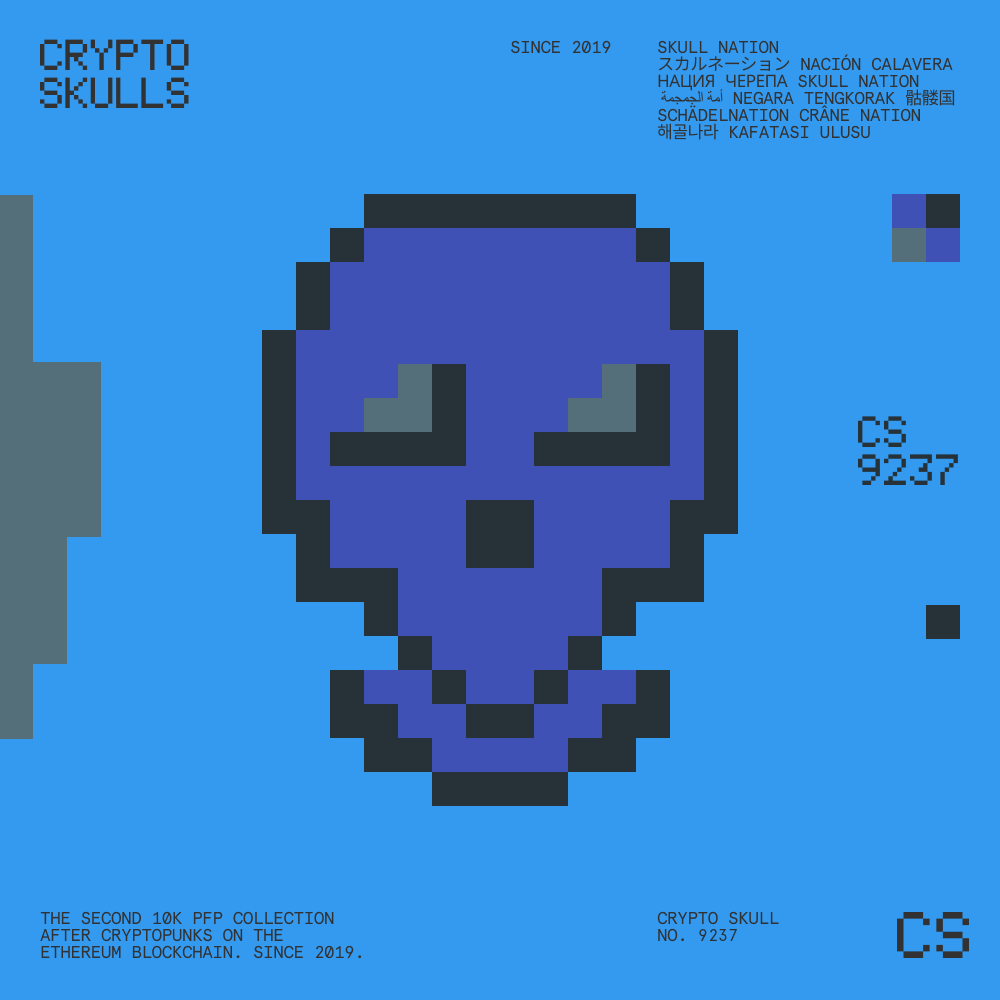 CRYPTO
SKULLS
SINCE 2019
SKULL NATION
スカルネーション NACIÓN CALAVERA
НАЦИЯ ЧЕРЕПА SKULL NATION
أمة الجمجمة NEGARA TENGKORAK 骷髅国
SCHÄDELNATION CRÂNE NATION
해골나라 KAFATASI ULUSU
CS
9237
THE SECOND 10K PFP COLLECTION
AFTER CRYPTOPUNKS ON THE
ETHEREUM BLOCKCHAIN. SINCE 2019.
CRYPTO SKULL
NO. 9237
CS